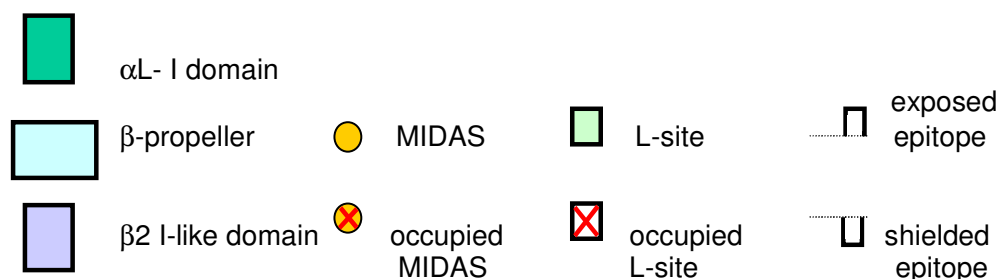 αL- I domain
β-propeller
MIDAS
L-site
exposed
epitope
β2 I-like domain
occupied
MIDAS
occupied
L-site
shielded
epitope